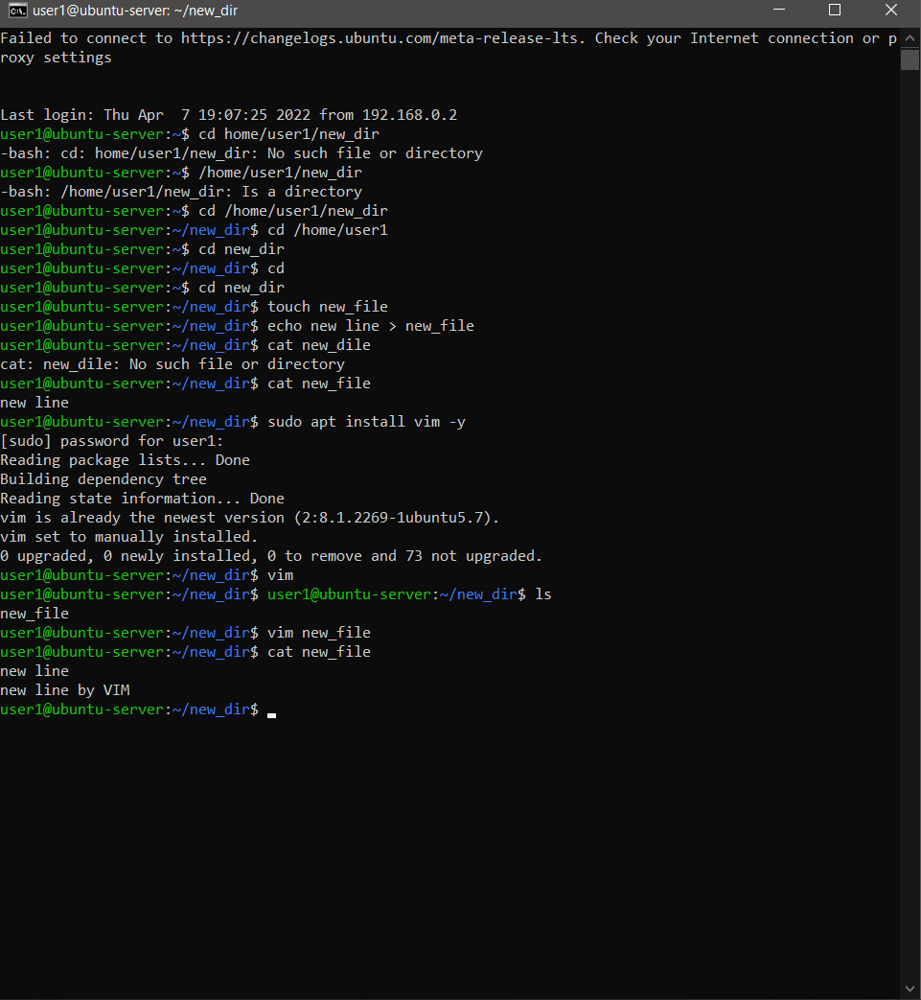 user1@ubuntu-server: ~/new_dir
Failed to connect to https://changelogs.ubuntu.com/meta-release-lts. Check your Internet connection or p
roxy settings
Last login: Thu Apr  7 19:07:25 2022 from 192.168.0.2
user1@ubuntu-server:~$ cd home/user1/new_dir
-bash: cd: home/user1/new_dir: No such file or directory
user1@ubuntu-server:~$ /home/user1/new_dir
-bash: /home/user1/new_dir: Is a directory
user1@ubuntu-server:~$ cd /home/user1/new_dir
user1@ubuntu-server:~/new_dir$ cd /home/user1
user1@ubuntu-server:~$ cd new_dir
user1@ubuntu-server:~/new_dir$ cd
user1@ubuntu-server:~$ cd new_dir
user1@ubuntu-server:~/new_dir$ touch new_file
user1@ubuntu-server:~/new_dir$ echo new line > new_file
user1@ubuntu-server:~/new_dir$ cat new_dile
cat: new_dile: No such file or directory
user1@ubuntu-server:~/new_dir$ cat new_file
new line
user1@ubuntu-server:~/new_dir$ sudo apt install vim -y
[sudo] password for user1:
Reading package lists... Done
Building dependency tree
Reading state information... Done
vim is already the newest version (2:8.1.2269-1ubuntu5.7).
vim set to manually installed.
0 upgraded, 0 newly installed, 0 to remove and 73 not upgraded.
user1@ubuntu-server:~/new_dir$ vim
user1@ubuntu-server:~/new_dir$ user1@ubuntu-server:~/new_dir$ ls
new_file
user1@ubuntu-server:~/new_dir$ vim new_file
user1@ubuntu-server:~/new_dir$ cat new_file
new line
new line by VIM
user1@ubuntu-server:~/new_dir$